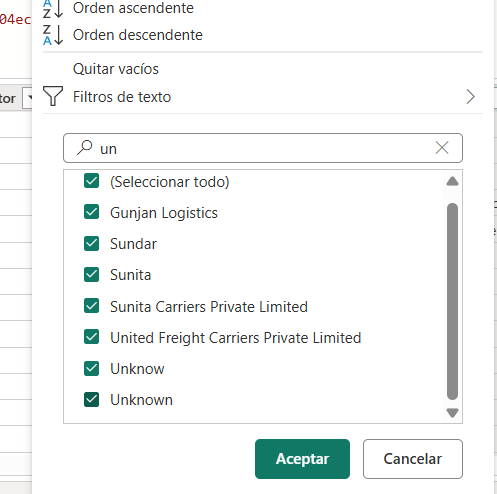 04ec
Orden ascendente
Orden descendente
Quitar vacíos
tor
Filtros de texto
un
(Seleccionar todo)
Gunjan Logistics
Sundar
Sunita
Sunita Carriers Private Limited
United Freight Carriers Private Limited
Unknow
Unknown
Aceptar
Cancelar